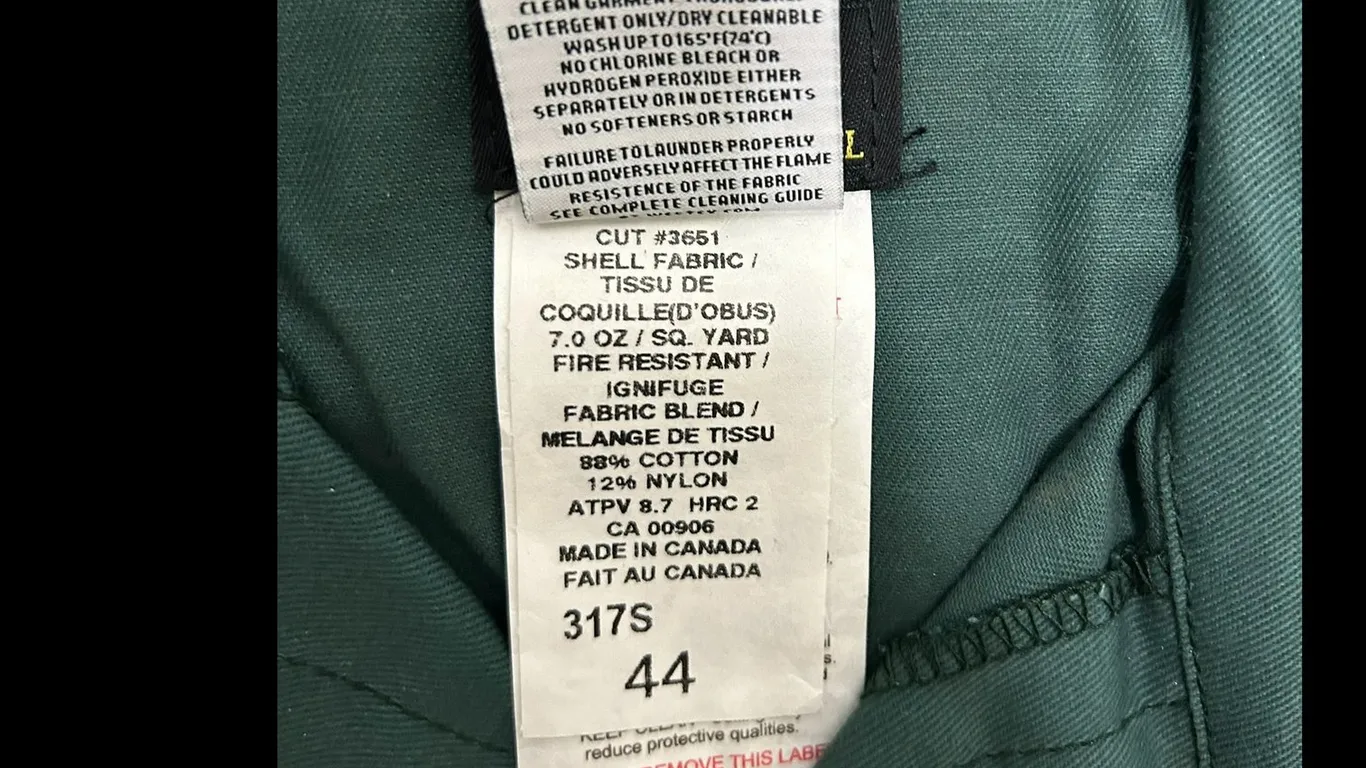 CLEAN GARMENT
DETERGENT ONLY/DRY CLEANABLE
WASH UP TO 165°F(74°C)
NO CHLORINE BLEACH OR
HYDROGEN PEROXIDE EITHER
SEPARATELY OR IN DETERGENTS
NO SOFTENERS OR STARCH
FAILURE TO LAUNDER PROPERLY
COULD ADVERSELY AFFECT THE FLAME
RESISTENCE OF THE FABRIC
SEE COMPLETE CLEANING GUIDE
L
CUT #3651
SHELL FABRIC /
TISSU DE
COQUILLE(D'OBUS)
7.0 OZ / SQ. YARD
FIRE RESISTANT /
IGNIFUGE
FABRIC BLEND /
MELANGE DE TISSU
88% COTTON
12% NYLON
ATPV 8.7 HRC 2
CA 00906
MADE IN CANADA
FAIT AU CANADA
317S
44
reduce protective qualities.
THIS